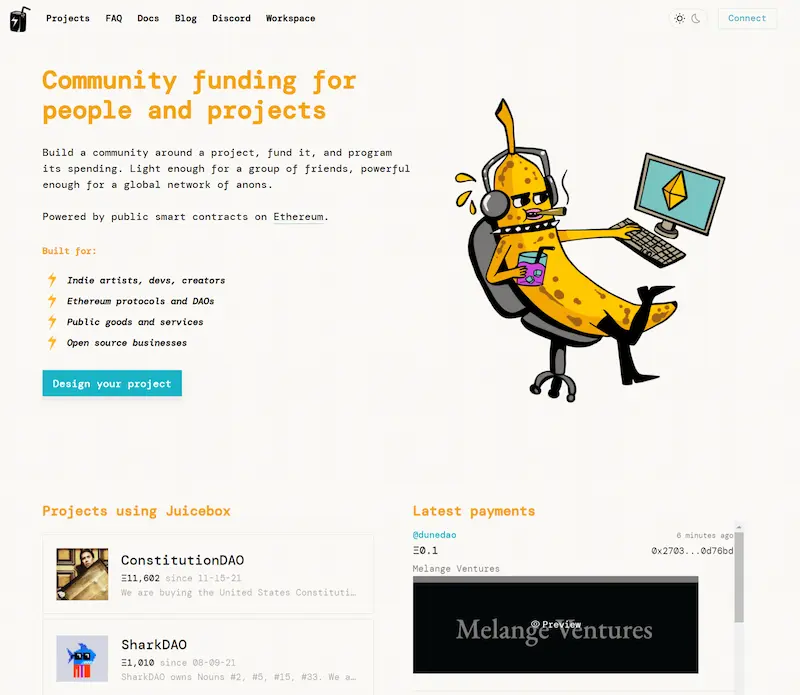 Projects FAQ Docs Blog Discord Workspace
Connect
Community funding for
people and projects
Build a community around a project, fund it, and program
its spending. Light enough for a group of friends, powerful
enough for a global network of anons.
Powered by public smart contracts on Ethereum.
Built for:
Indie artists, devs, creators
Ethereum protocols and DAOs
Public goods and services
Open source businesses
Design your project
Projects using Juicebox
ConstitutionDAO
Ξ11,602 since 11-15-21
We are buying the United States Constituti…
SharkDAO
Ξ1,010 since 08-09-21
SharkDAO owns Nouns #2, #5, #15, #33. We a…
Latest payments
@dunedao 6 minutes ago
Ξ0.1 0x2703...0d76bd
Melange Ventures
Melange Ventures
Preview